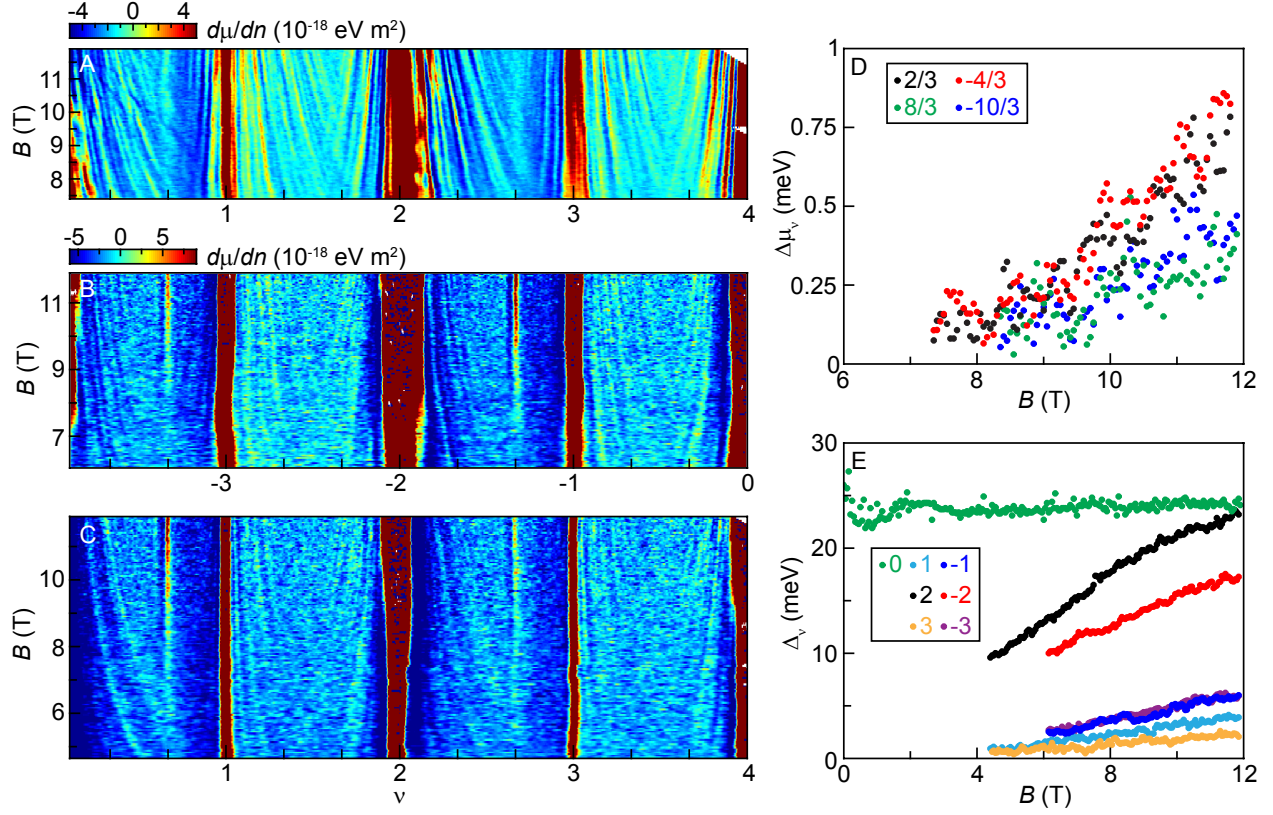 -4 0 4 dμ/dn (10⁻¹⁸ eV m²)
A
B (T)
11
10
9
8
1 2 3 4
-5 0 5 dμ/dn (10⁻¹⁸ eV m²)
B
B (T)
11
9
7
-3 -2 -1 0
C
B (T)
10
8
6
1 2 3 4
ν
D
2/3 -4/3
8/3 -10/3
Δμᵥ (meV)
1
0.75
0.5
0.25
0
6 8 10 12
B (T)
E
0 1 -1
2 -2
3 -3
Δᵥ (meV)
30
20
10
0
0 4 8 12
B (T)